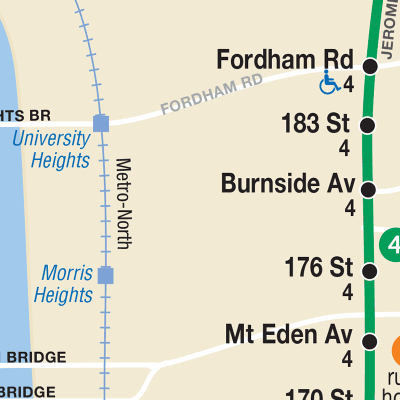 JEROME
Fordham Rd
4
FORDHAM RD
HTS BR
183 St
4
University
Heights
Metro-North
Burnside Av
4
4
176 St
4
Morris
Heights
Mt Eden Av
4
BRIDGE
BRIDGE
170 St